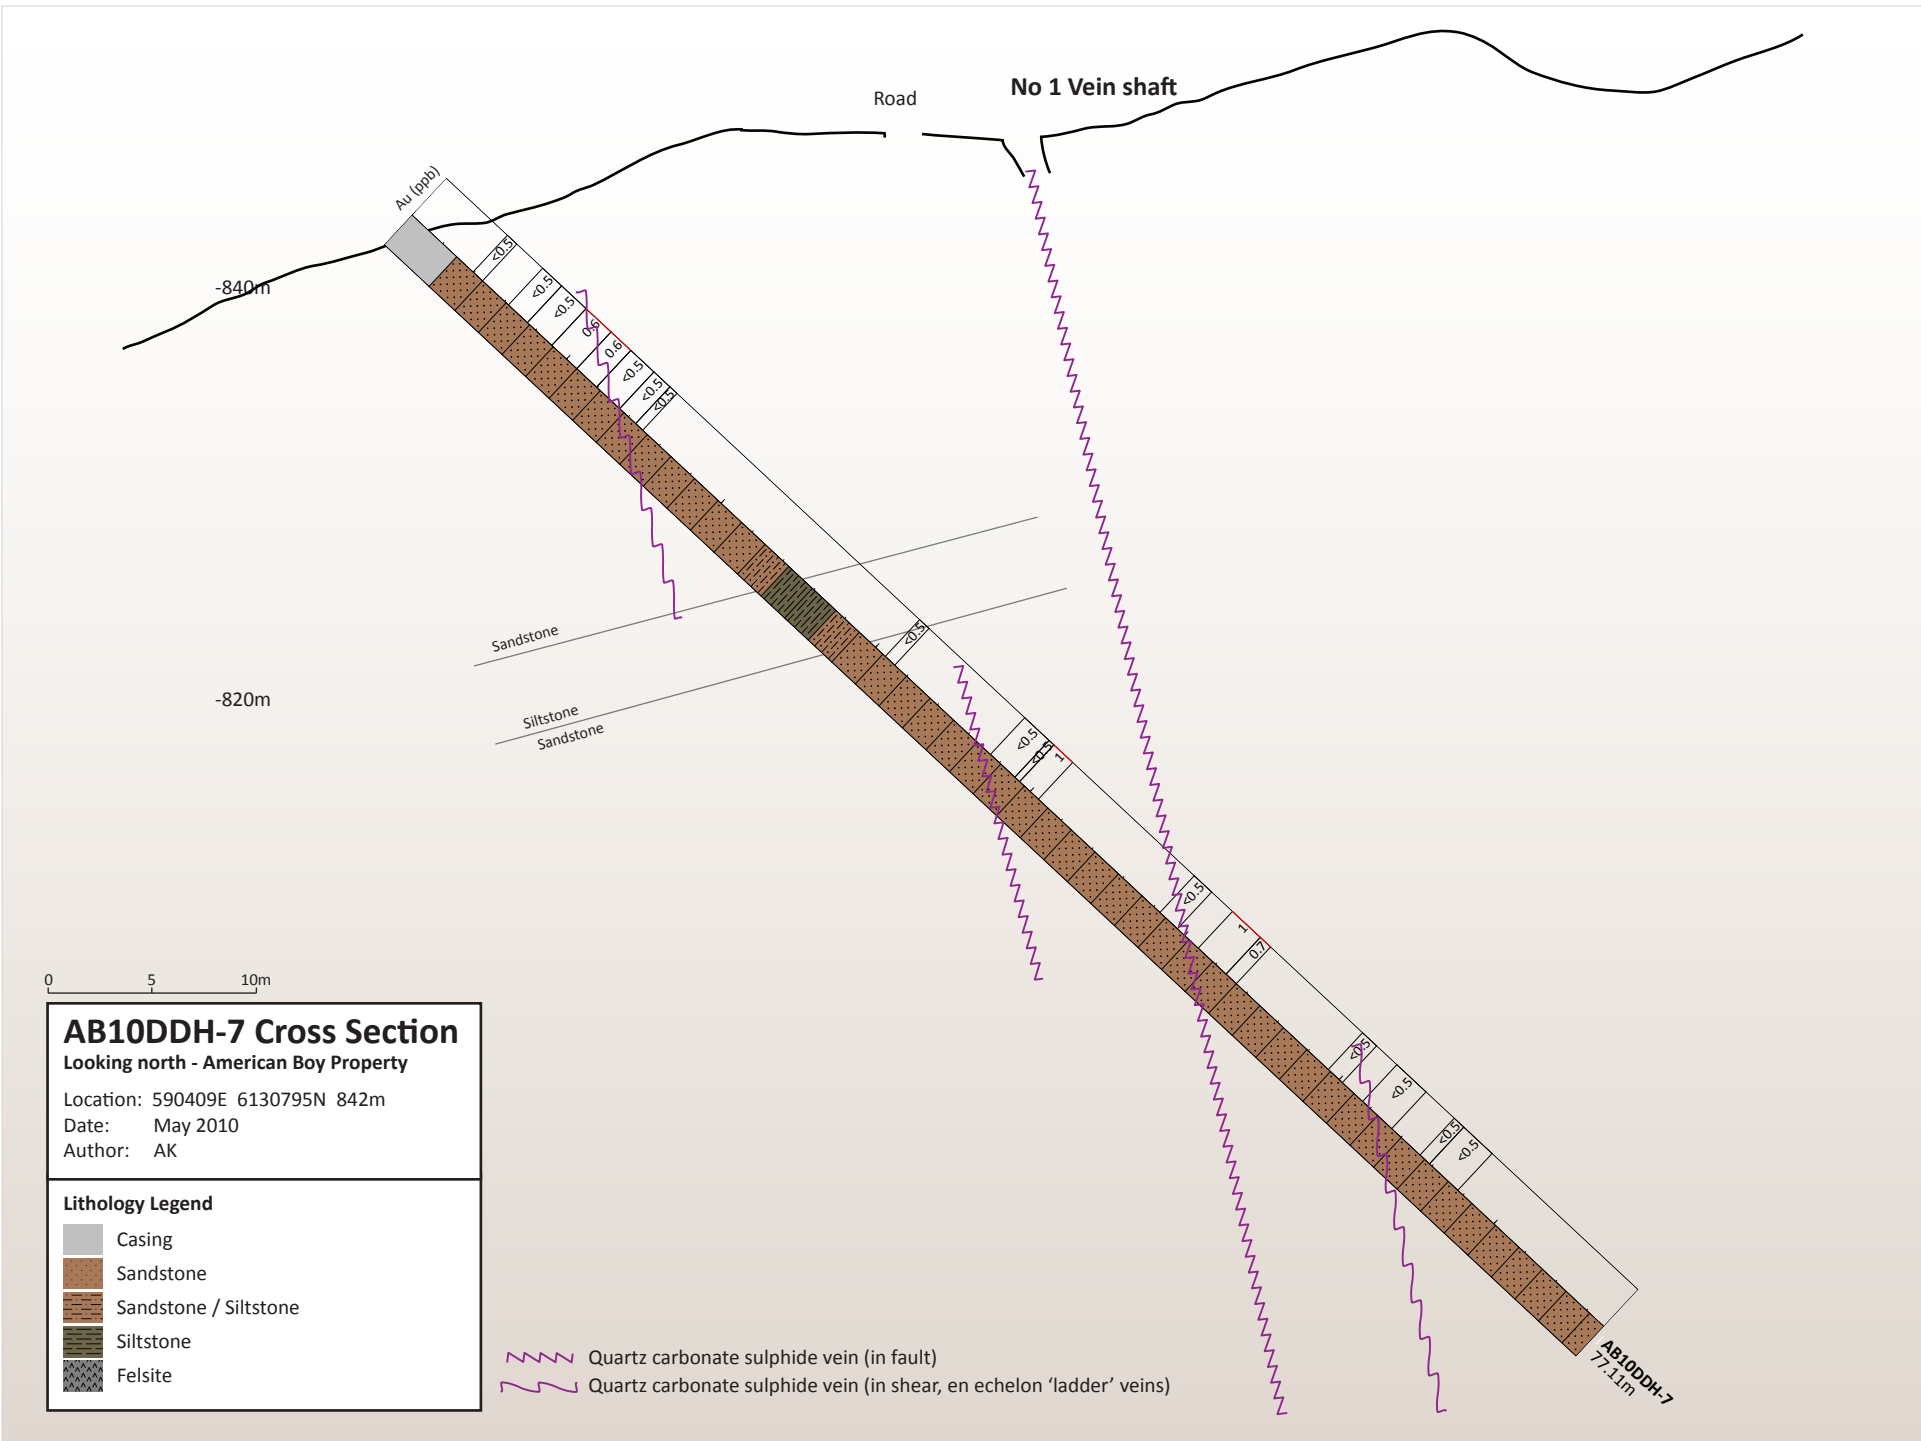 No 1 Vein shaft
Road
Au (ppb)
-840m
<0.5
<0.5
<0.5
0.6
0.6
<0.5
<0.5
<0.5
Sandstone
-820m
Siltstone
Sandstone
<0.5
<0.5
<0.5
1
<0.5
1
0.7
<0.5
<0.5
<0.5
<0.5
AB10DDH-7
77.11m
0 5 10m
AB10DDH-7 Cross Section
Looking north - American Boy Property
Location: 590409E 6130795N 842m
Date: May 2010
Author: AK
Lithology Legend
Casing
Sandstone
Sandstone / Siltstone
Siltstone
Felsite
Quartz carbonate sulphide vein (in fault)
Quartz carbonate sulphide vein (in shear, en echelon ‘ladder’ veins)